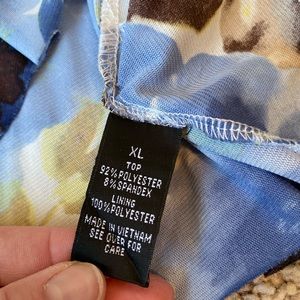 XL
TOP
92% POLYESTER
8% SPANDEX
LINING
100% POLYESTER
MADE IN VIETNAM
SEE OVER FOR
CARE